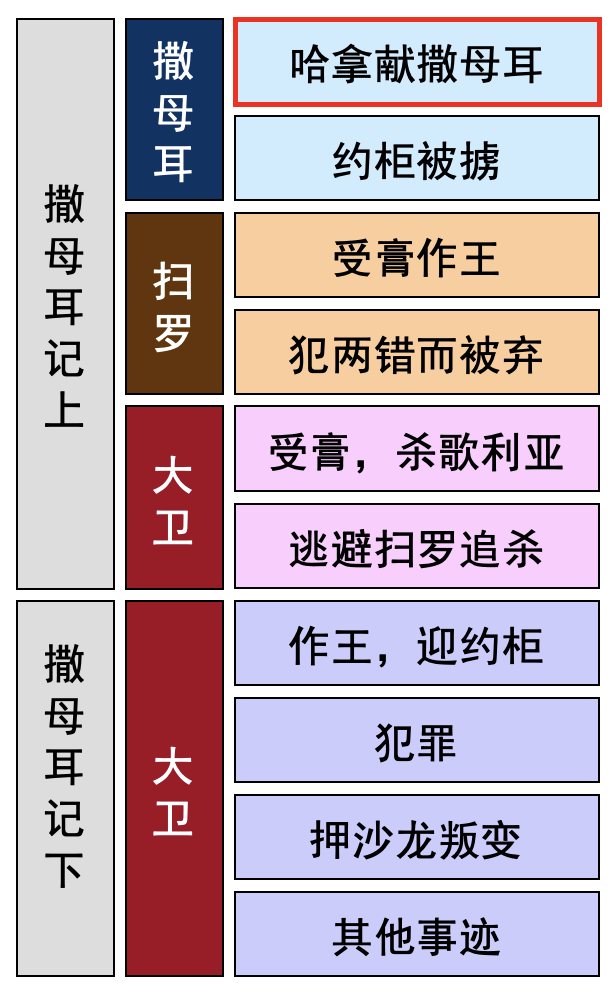 撒母耳记上
撒母耳
哈拿献撒母耳
约柜被掳
扫罗
受膏作王
犯两错而被弃
大卫
受膏，杀歌利亚
逃避扫罗追杀
撒母耳记下
大卫
作王，迎约柜
犯罪
押沙龙叛变
其他事迹